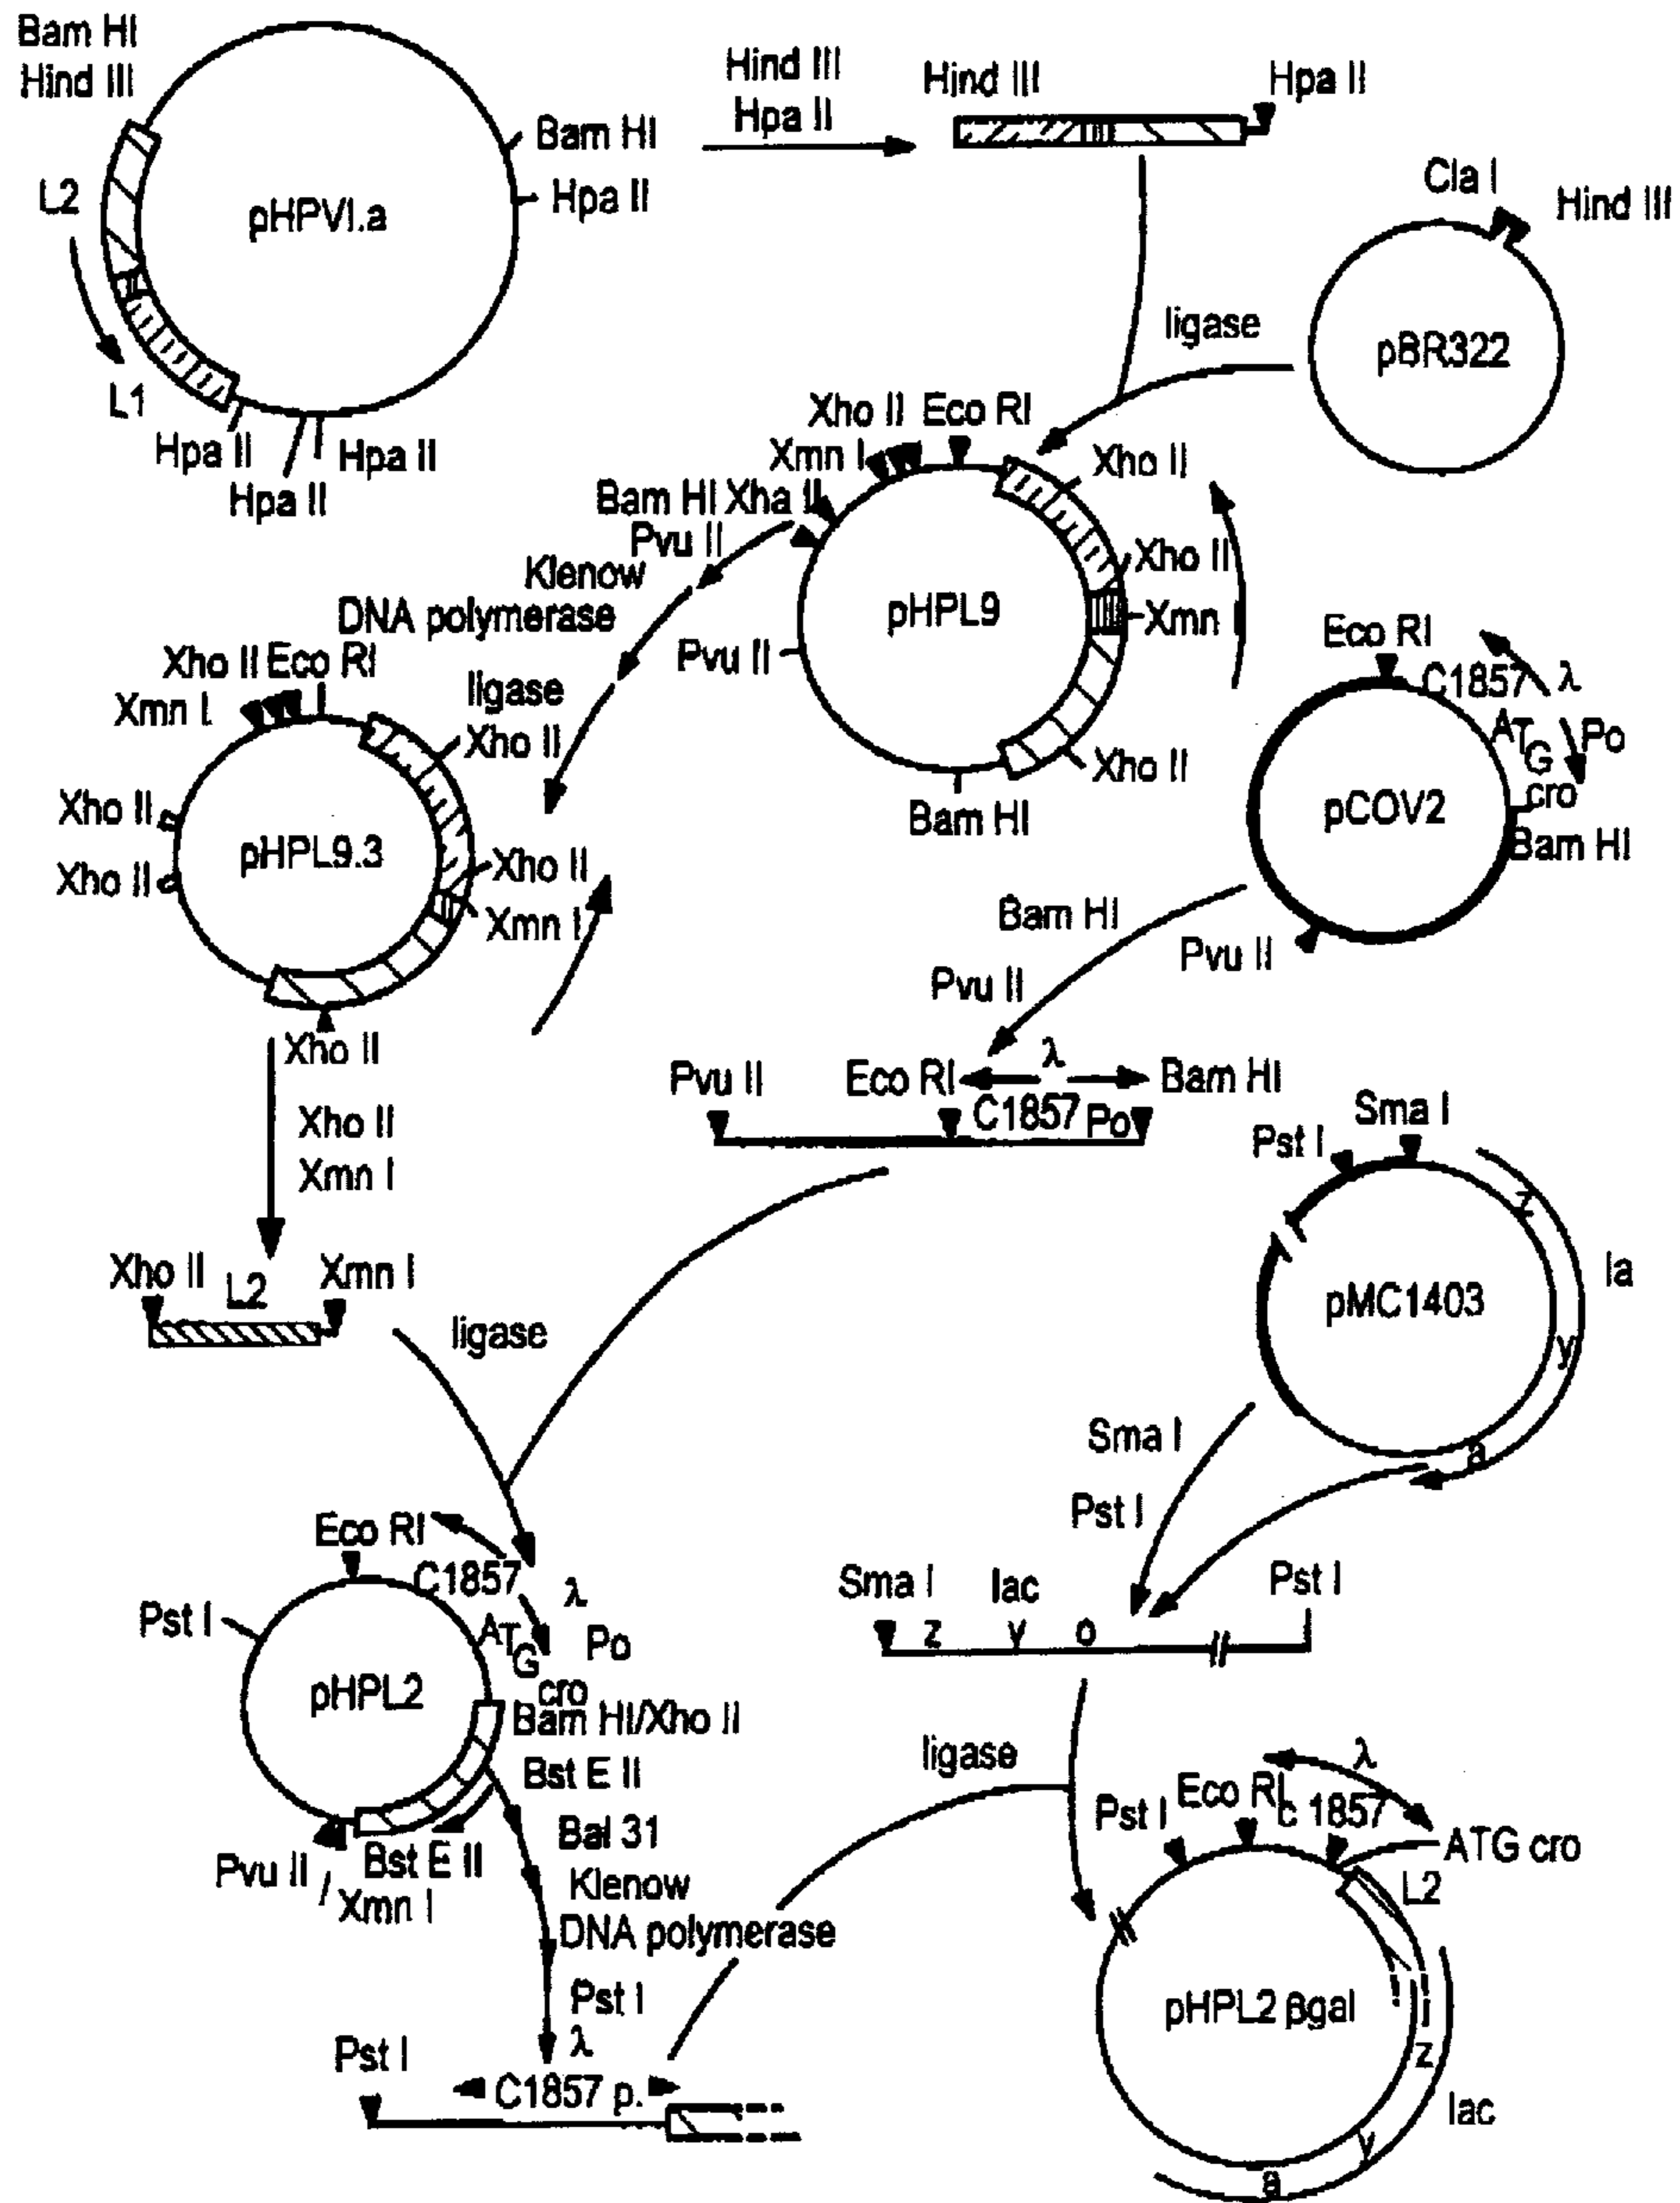 Bam HI
Hind III
Bam HI
Hpa II
L2
pHPVI.a
L1
Hpa II
Hpa II
Hpa II
Hind III
Hpa II
Hind III
Hpa II
Cla I
Hind III
pBR322
ligase
Xho II Eco RI
Xmn I
Bam HI Xha II
Pvu II
Xho II
Xho II
Xmn I
pHPL9
Pvu II
Xho II
Bam HI
Klenow
DNA polymerase
ligase
Xho II Eco RI
Xmn I
Xho II
Xho II
pHPL9.3
Xho II
Xho II
Xmn I
Xho II
Eco RI
C1857
λ
ATG
Po
cro
pCOV2
Bam HI
Pvu II
Bam HI
Pvu II
Xho II
Xmn I
Pvu II
Eco RI
λ
Bam HI
C1857 Po
Xho II
L2
Xmn I
ligase
Sma I
Pst I
z
la
pMC1403
y
a
Sma I
Pst I
Eco RI
C1857
λ
Pst I
ATG
Po
cro
pHPL2
Bam HI/Xho II
Bst E II
Bst E II
Pvu II /
Xmn I
Bal 31
Klenow
DNA polymerase
Pst I
Sma I
lac
Pst I
z
y
o
ligase
Pst I
λ
C1857 p.
λ
Pst I
Eco RI
c 1857
ATG cro
L2
pHPL2 βgal
z
lac
y
a